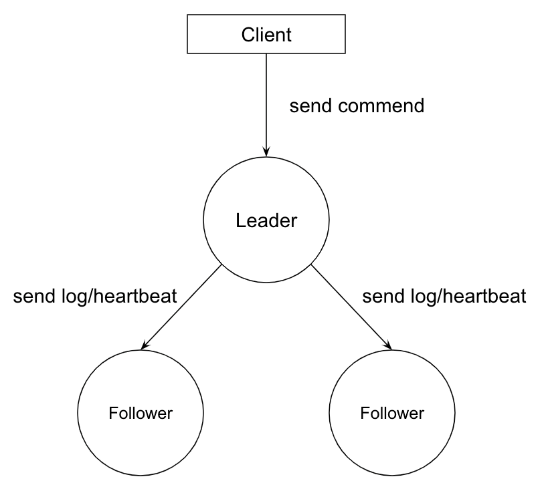 Client
send commend
Leader
send log/heartbeat
send log/heartbeat
Follower
Follower